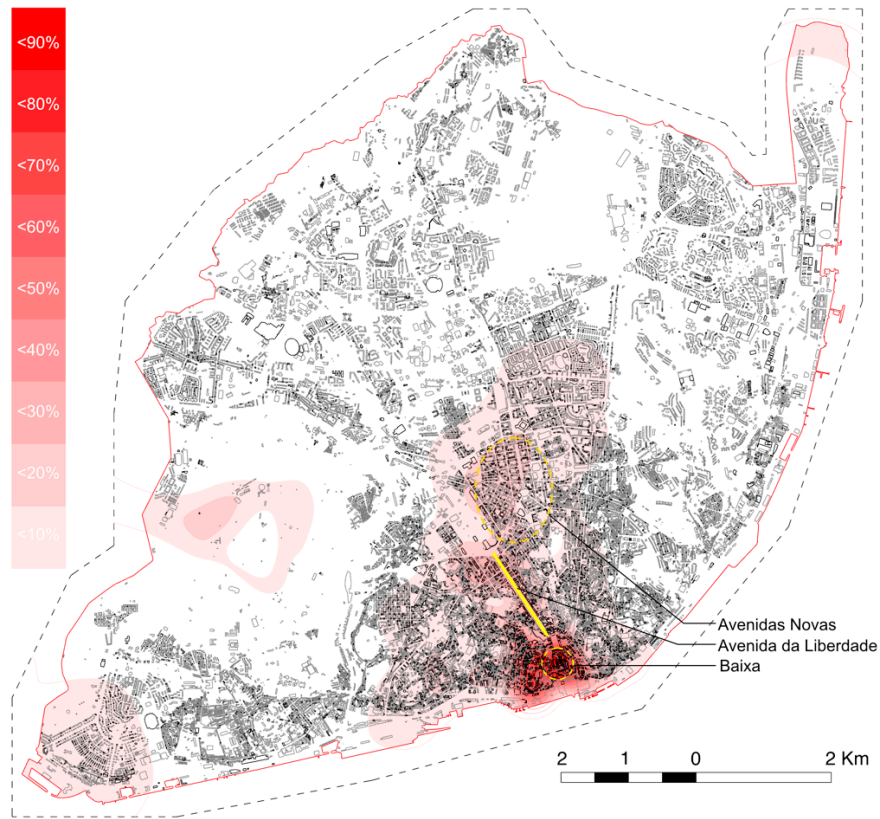 <90%
<80%
<70%
<60%
<50%
<40%
<30%
<20%
<10%
Avenidas Novas
Avenida da Liberdade
Baixa
2 1 0 2 Km